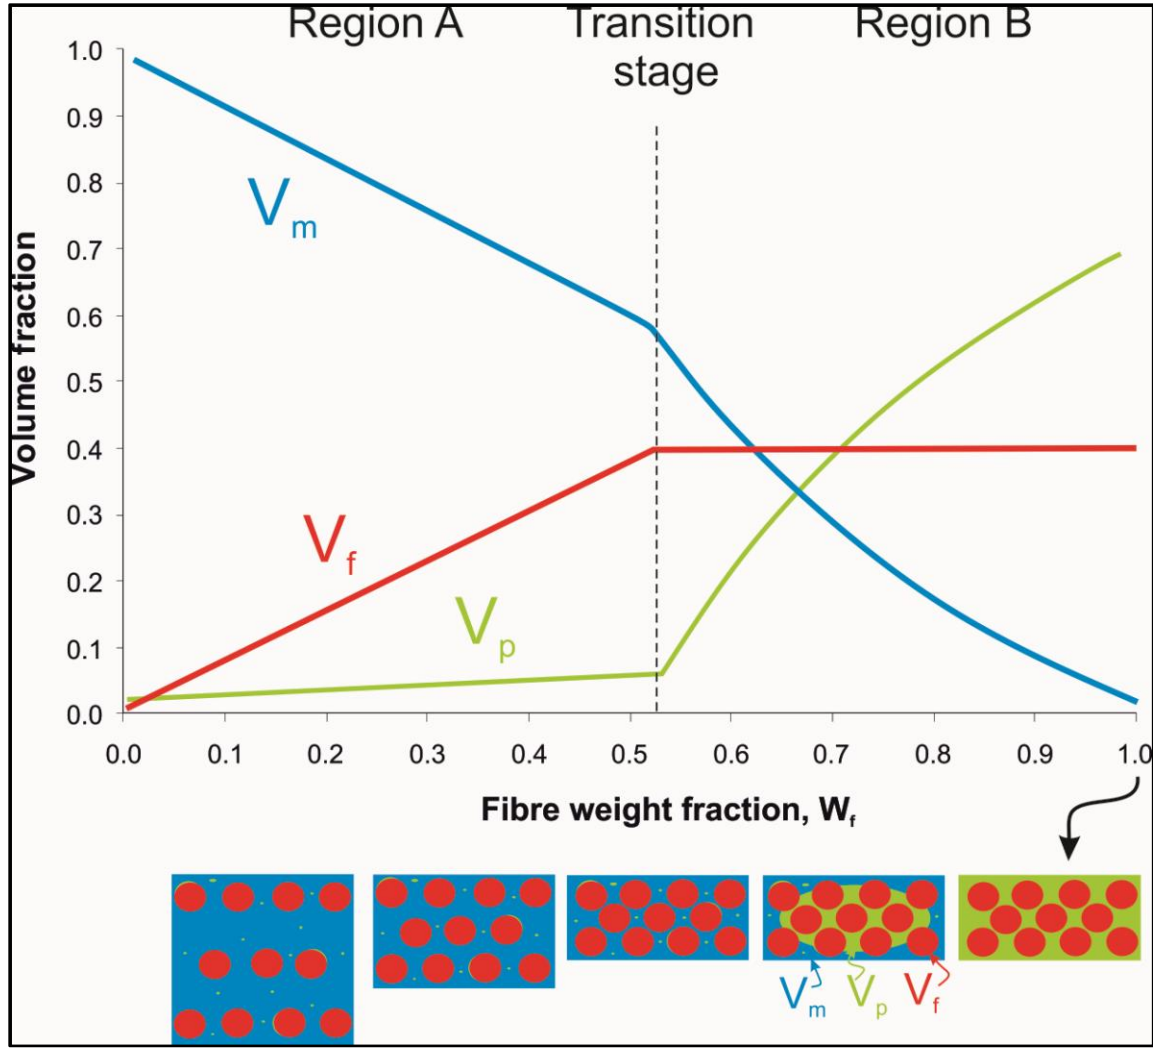 Region A Transition Region B
stage
1.0
0.9
0.8
0.7
0.6
0.5
0.4
0.3
0.2
0.1
0.0
Volume fraction
Vm
Vf
Vp
0.0 0.1 0.2 0.3 0.4 0.5 0.6 0.7 0.8 0.9 1.0
Fibre weight fraction, Wf
Vm Vp Vf